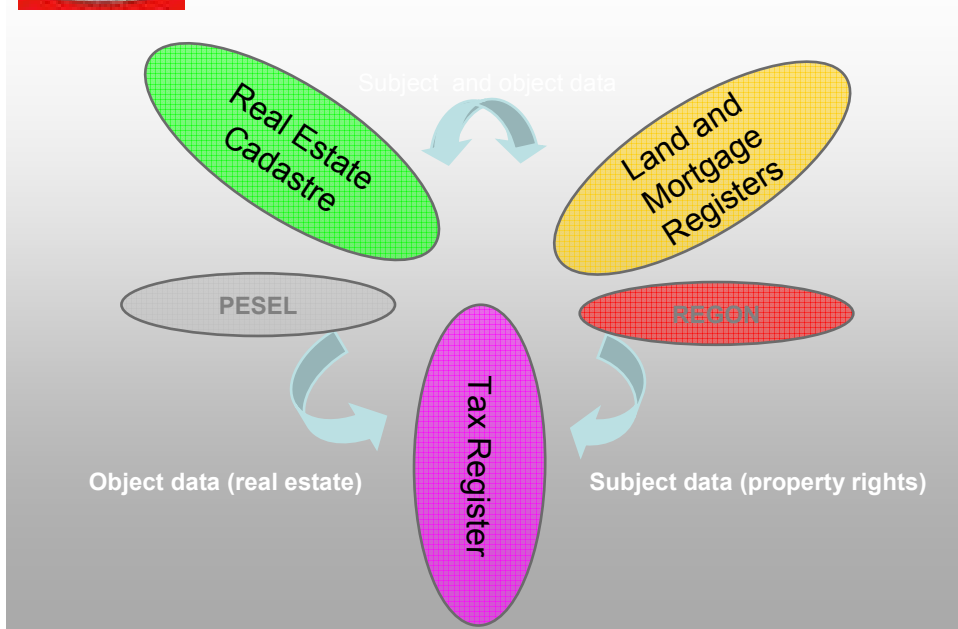 Subject and object data
Real Estate
Cadastre
Land and
Mortgage
Registers
PESEL
REGON
Tax Register
Object data (real estate)
Subject data (property rights)